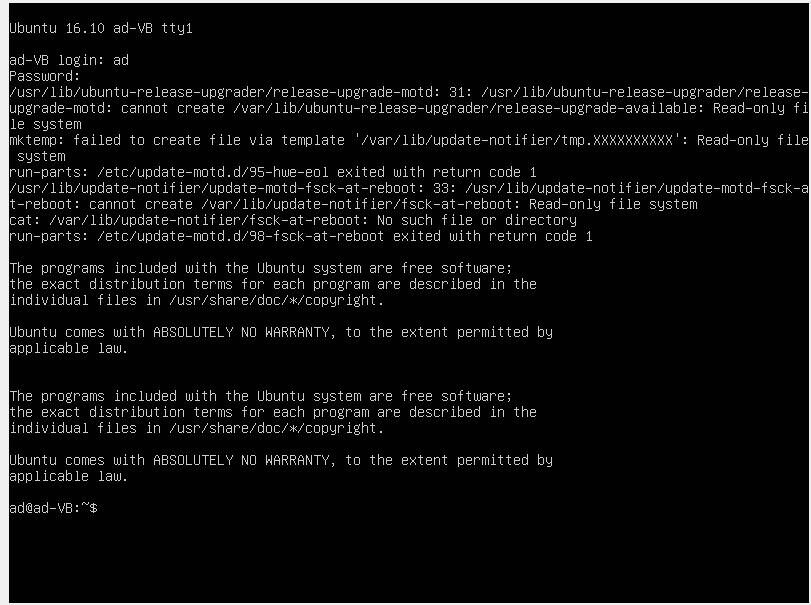 Ubuntu 16.10 ad-VB tty1
ad-VB login: ad
Password:
/usr/lib/ubuntu-release-upgrader/release-upgrade-motd: 31: /usr/lib/ubuntu-release-upgrader/release-
upgrade-motd: cannot create /var/lib/ubuntu-release-upgrader/release-upgrade-available: Read-only fi
le system
mktemp: failed to create file via template '/var/lib/update-notifier/tmp.XXXXXXXXXX': Read-only file
 system
run-parts: /etc/update-motd.d/95-hwe-eol exited with return code 1
/usr/lib/update-notifier/update-motd-fsck-at-reboot: 33: /usr/lib/update-notifier/update-motd-fsck-a
t-reboot: cannot create /var/lib/update-notifier/fsck-at-reboot: Read-only file system
cat: /var/lib/update-notifier/fsck-at-reboot: No such file or directory
run-parts: /etc/update-motd.d/98-fsck-at-reboot exited with return code 1
The programs included with the Ubuntu system are free software;
the exact distribution terms for each program are described in the
individual files in /usr/share/doc/*/copyright.
Ubuntu comes with ABSOLUTELY NO WARRANTY, to the extent permitted by
applicable law.
The programs included with the Ubuntu system are free software;
the exact distribution terms for each program are described in the
individual files in /usr/share/doc/*/copyright.
Ubuntu comes with ABSOLUTELY NO WARRANTY, to the extent permitted by
applicable law.
ad@ad-VB:~$